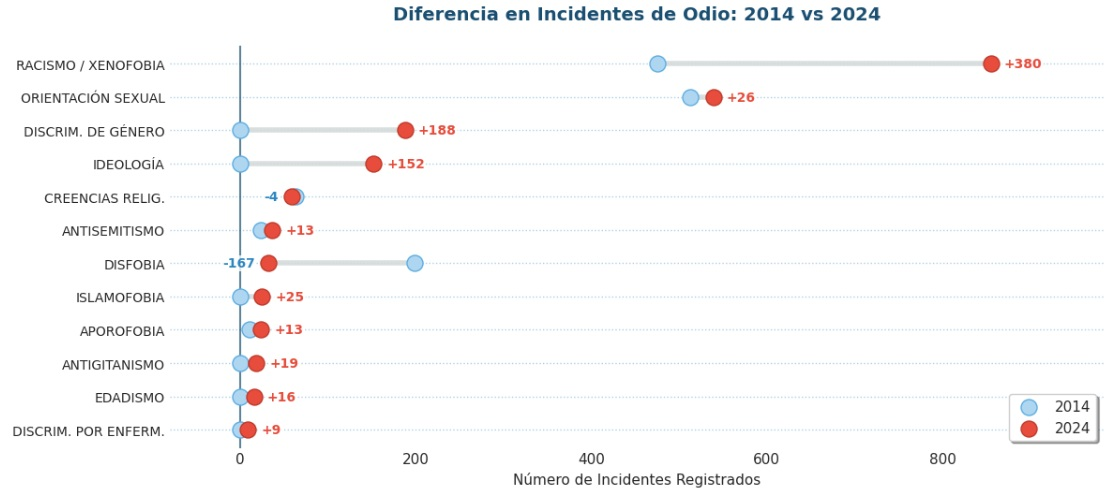 Diferencia en Incidentes de Odio: 2014 vs 2024
RACISMO / XENOFOBIA +380
ORIENTACIÓN SEXUAL +26
DISCRIM. DE GÉNERO +188
IDEOLOGÍA +152
CREENCIAS RELIG. -4
ANTISEMITISMO +13
DISFOBIA -167
ISLAMOFOBIA +25
APOROFOBIA +13
ANTIGITANISMO +19
EDADISMO +16
DISCRIM. POR ENFERM. +9
2014
2024
0 200 400 600 800
Número de Incidentes Registrados